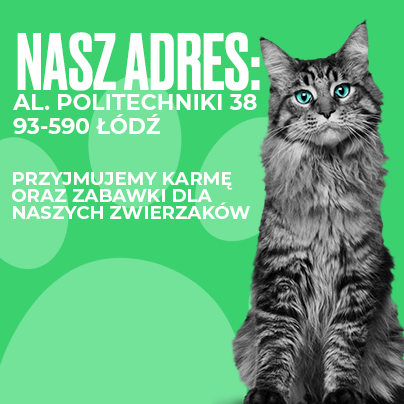 NASZ ADRES:
AL. POLITECHNIKI 38
93-590 ŁÓDŹ
PRZYJMUJEMY KARMĘ
ORAZ ZABAWKI DLA
NASZYCH ZWIERZAKÓW